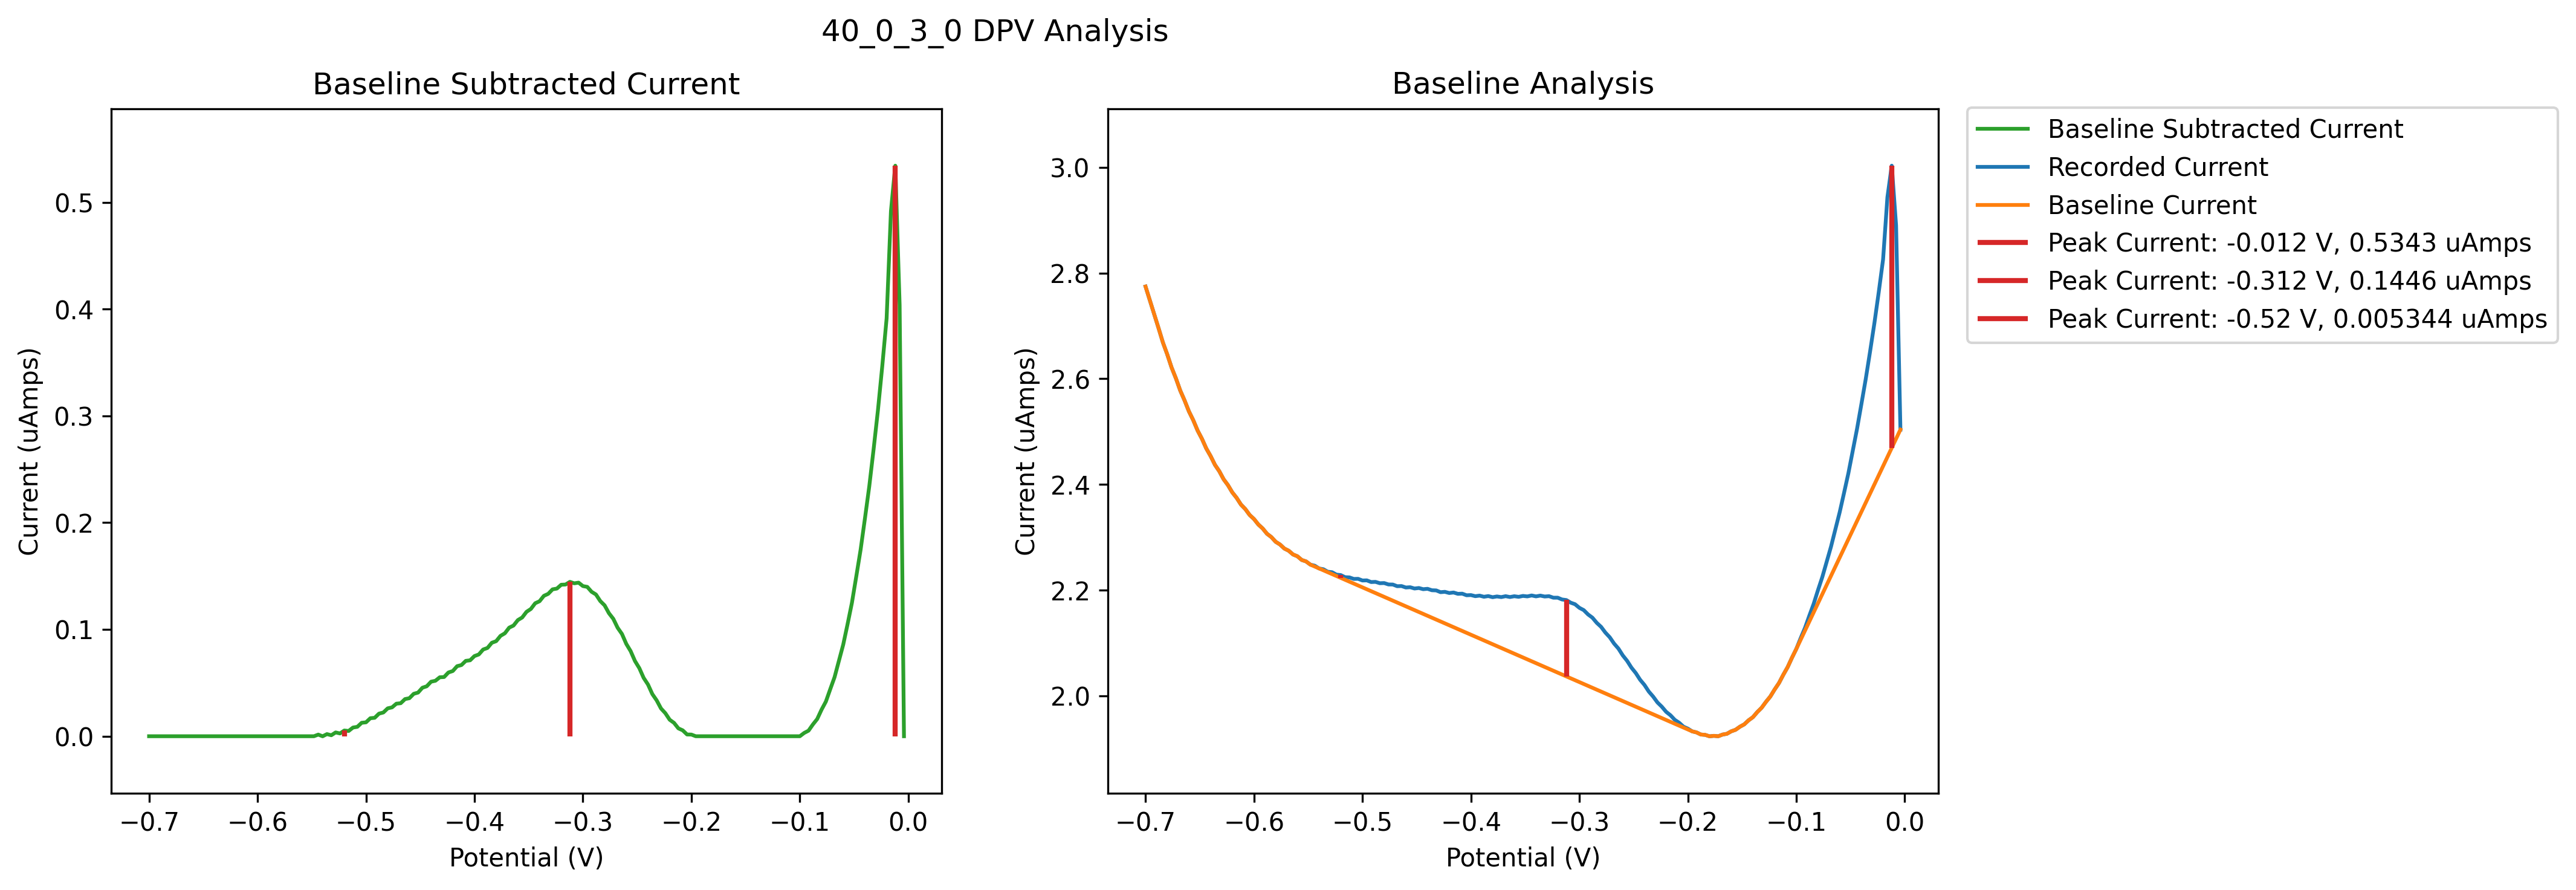 40_0_3_0 DPV Analysis
Baseline Subtracted Current
Current (uAmps)
0.5
0.4
0.3
0.2
0.1
0.0
−0.7 −0.6 −0.5 −0.4 −0.3 −0.2 −0.1 0.0
Potential (V)
Baseline Analysis
Current (uAmps)
3.0
2.8
2.6
2.4
2.2
2.0
−0.7 −0.6 −0.5 −0.4 −0.3 −0.2 −0.1 0.0
Potential (V)
Baseline Subtracted Current
Recorded Current
Baseline Current
Peak Current: -0.012 V, 0.5343 uAmps
Peak Current: -0.312 V, 0.1446 uAmps
Peak Current: -0.52 V, 0.005344 uAmps